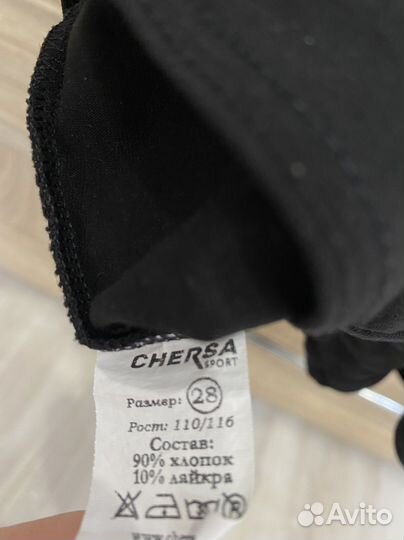 CHERSA
SPORT
Размер: 28
Рост: 110/116
Состав:
90% хлопок
10% лайкра
Avito